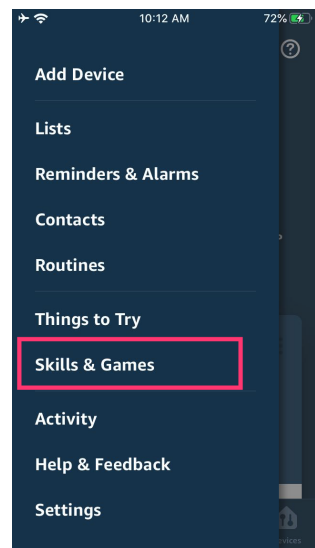 10:12 AM
72%
Add Device
Lists
Reminders & Alarms
Contacts
Routines
Things to Try
Skills & Games
Activity
Help & Feedback
Settings